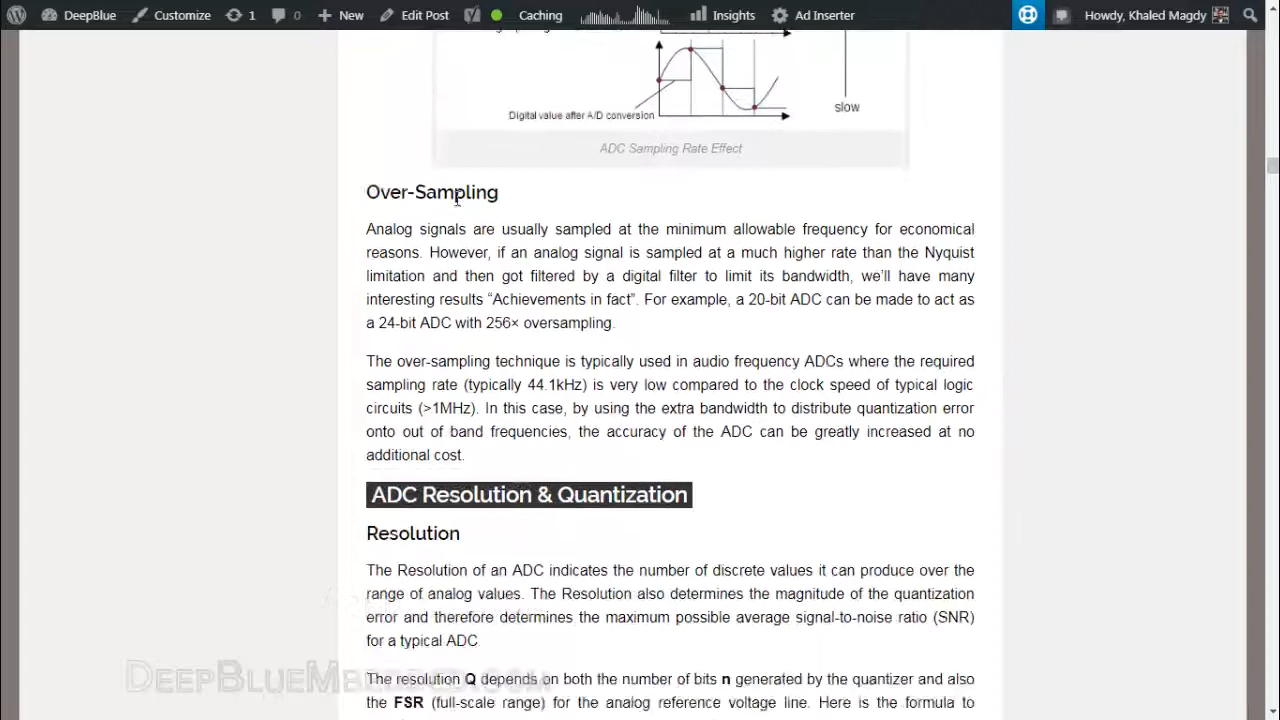 DeepBlue Customize 1 0 New Edit Post Caching Insights Ad Inserter Howdy, Khaled Magdy
slow
Digital value after A/D conversion
ADC Sampling Rate Effect
Over-Sampling
Analog signals are usually sampled at the minimum allowable frequency for economical
reasons. However, if an analog signal is sampled at a much higher rate than the Nyquist
limitation and then got filtered by a digital filter to limit its bandwidth, we'll have many
interesting results “Achievements in fact”. For example, a 20-bit ADC can be made to act as
a 24-bit ADC with 256× oversampling.
The over-sampling technique is typically used in audio frequency ADCs where the required
sampling rate (typically 44.1kHz) is very low compared to the clock speed of typical logic
circuits (>1MHz). In this case, by using the extra bandwidth to distribute quantization error
onto out of band frequencies, the accuracy of the ADC can be greatly increased at no
additional cost.
ADC Resolution & Quantization
Resolution
The Resolution of an ADC indicates the number of discrete values it can produce over the
range of analog values. The Resolution also determines the magnitude of the quantization
error and therefore determines the maximum possible average signal-to-noise ratio (SNR)
for a typical ADC
The resolution Q depends on both the number of bits n generated by the quantizer and also
the FSR (full-scale range) for the analog reference voltage line. Here is the formula to